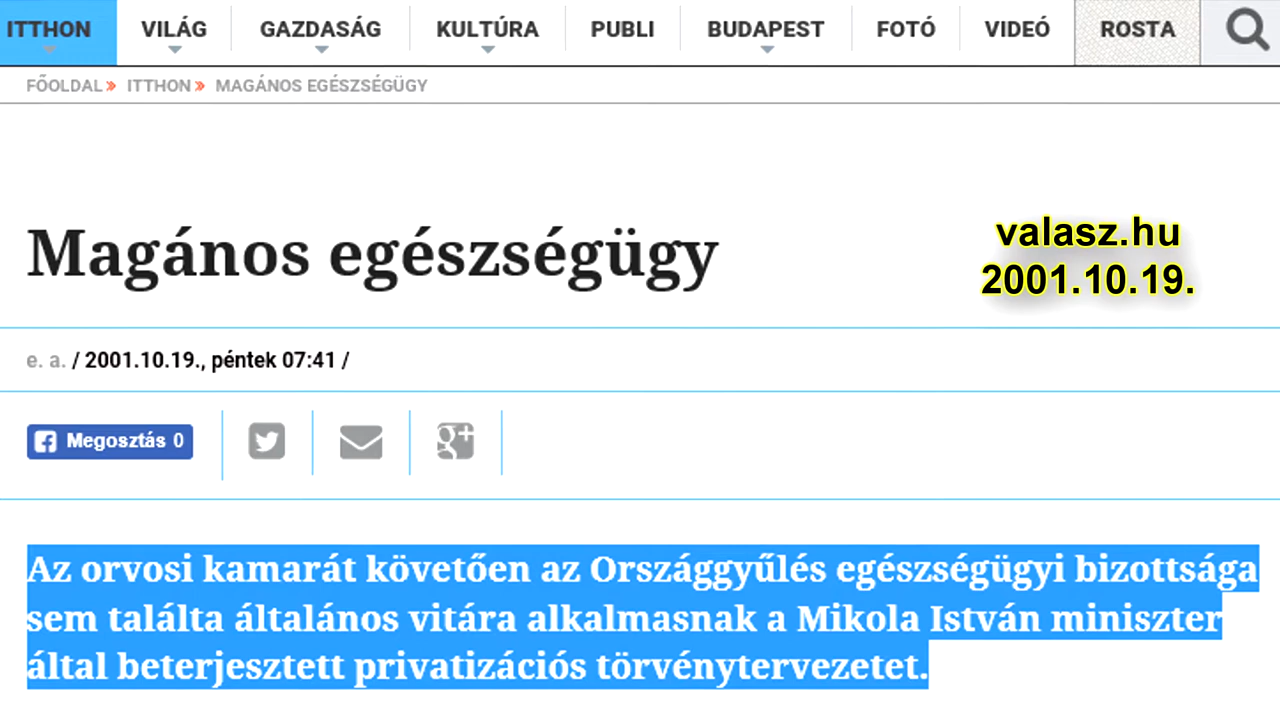 ITTHON VILÁG GAZDASÁG KULTÚRA PUBLI BUDAPEST FOTÓ VIDEÓ ROSTA
FŐOLDAL » ITTHON » MAGÁNOS EGÉSZSÉGÜGY
Magános egészségügy
valasz.hu
2001.10.19.
e. a. / 2001.10.19., péntek 07:41 /
Megosztás 0
Az orvosi kamarát követően az Országgyűlés egészségügyi bizottsága
sem találta általános vitára alkalmasnak a Mikola István miniszter
által beterjesztett privatizációs törvénytervezetet.